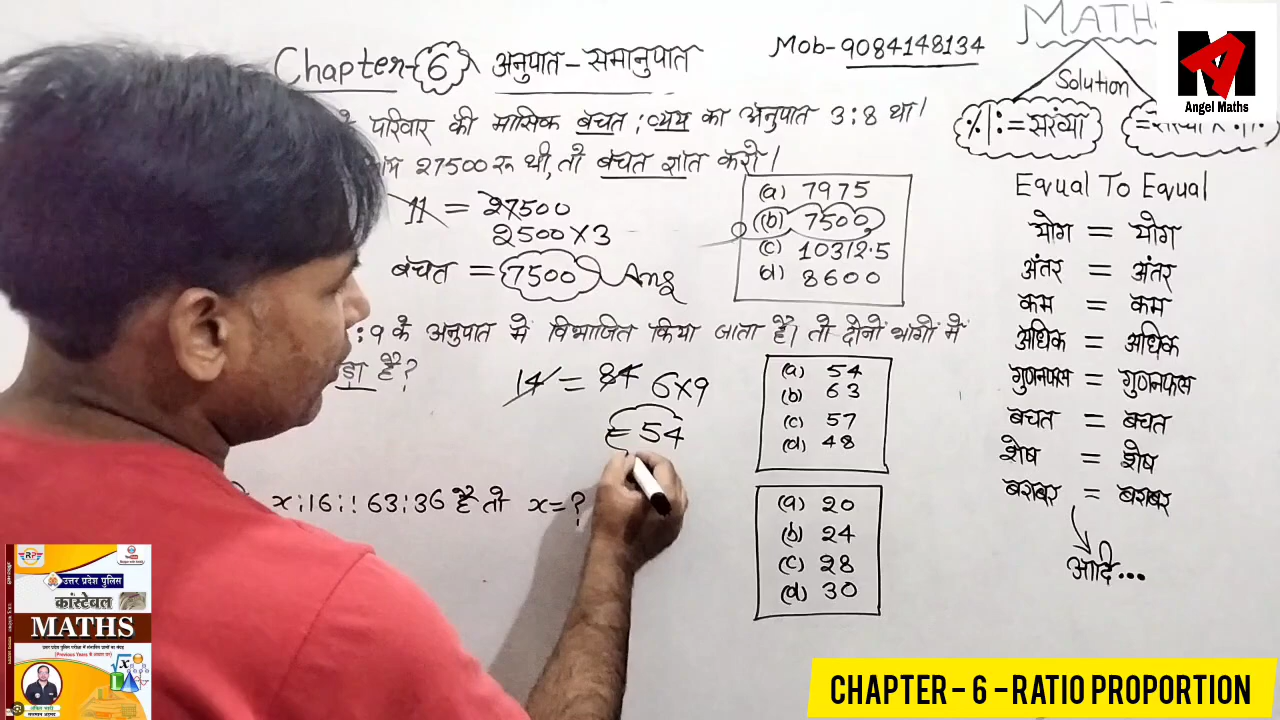 Chapter-6 अनुपात - समानुपात
Mob-9084148134
MATHS
Solution
Angel Maths
%|: = संख्या
परिवार की मासिक बचत : व्यय का अनुपात 3:8 था।
27500 रु थी, तो बचत ज्ञात करो।
11 = 27500
2500×3
बचत = 7500 Ans
(a) 7975
(b) 7500
(c) 10312.5
(d) 8600
:9 के अनुपात में विभाजित किया जाता है। तो दोनों भागों में
है?
14 = 84 6×9
= 54
(a) 54
(b) 63
(c) 57
(d) 48
x:16 :: 63:36 है तो x=?
(a) 20
(b) 24
(c) 28
(d) 30
Equal To Equal
योग = योग
अंतर = अंतर
कम = कम
अधिक = अधिक
गुणनफल = गुणनफल
बचत = बचत
शेष = शेष
बराबर = बराबर
आदि...
RP
उत्तर प्रदेश पुलिस
कांस्टेबल
MATHS
CHAPTER - 6 - RATIO PROPORTION